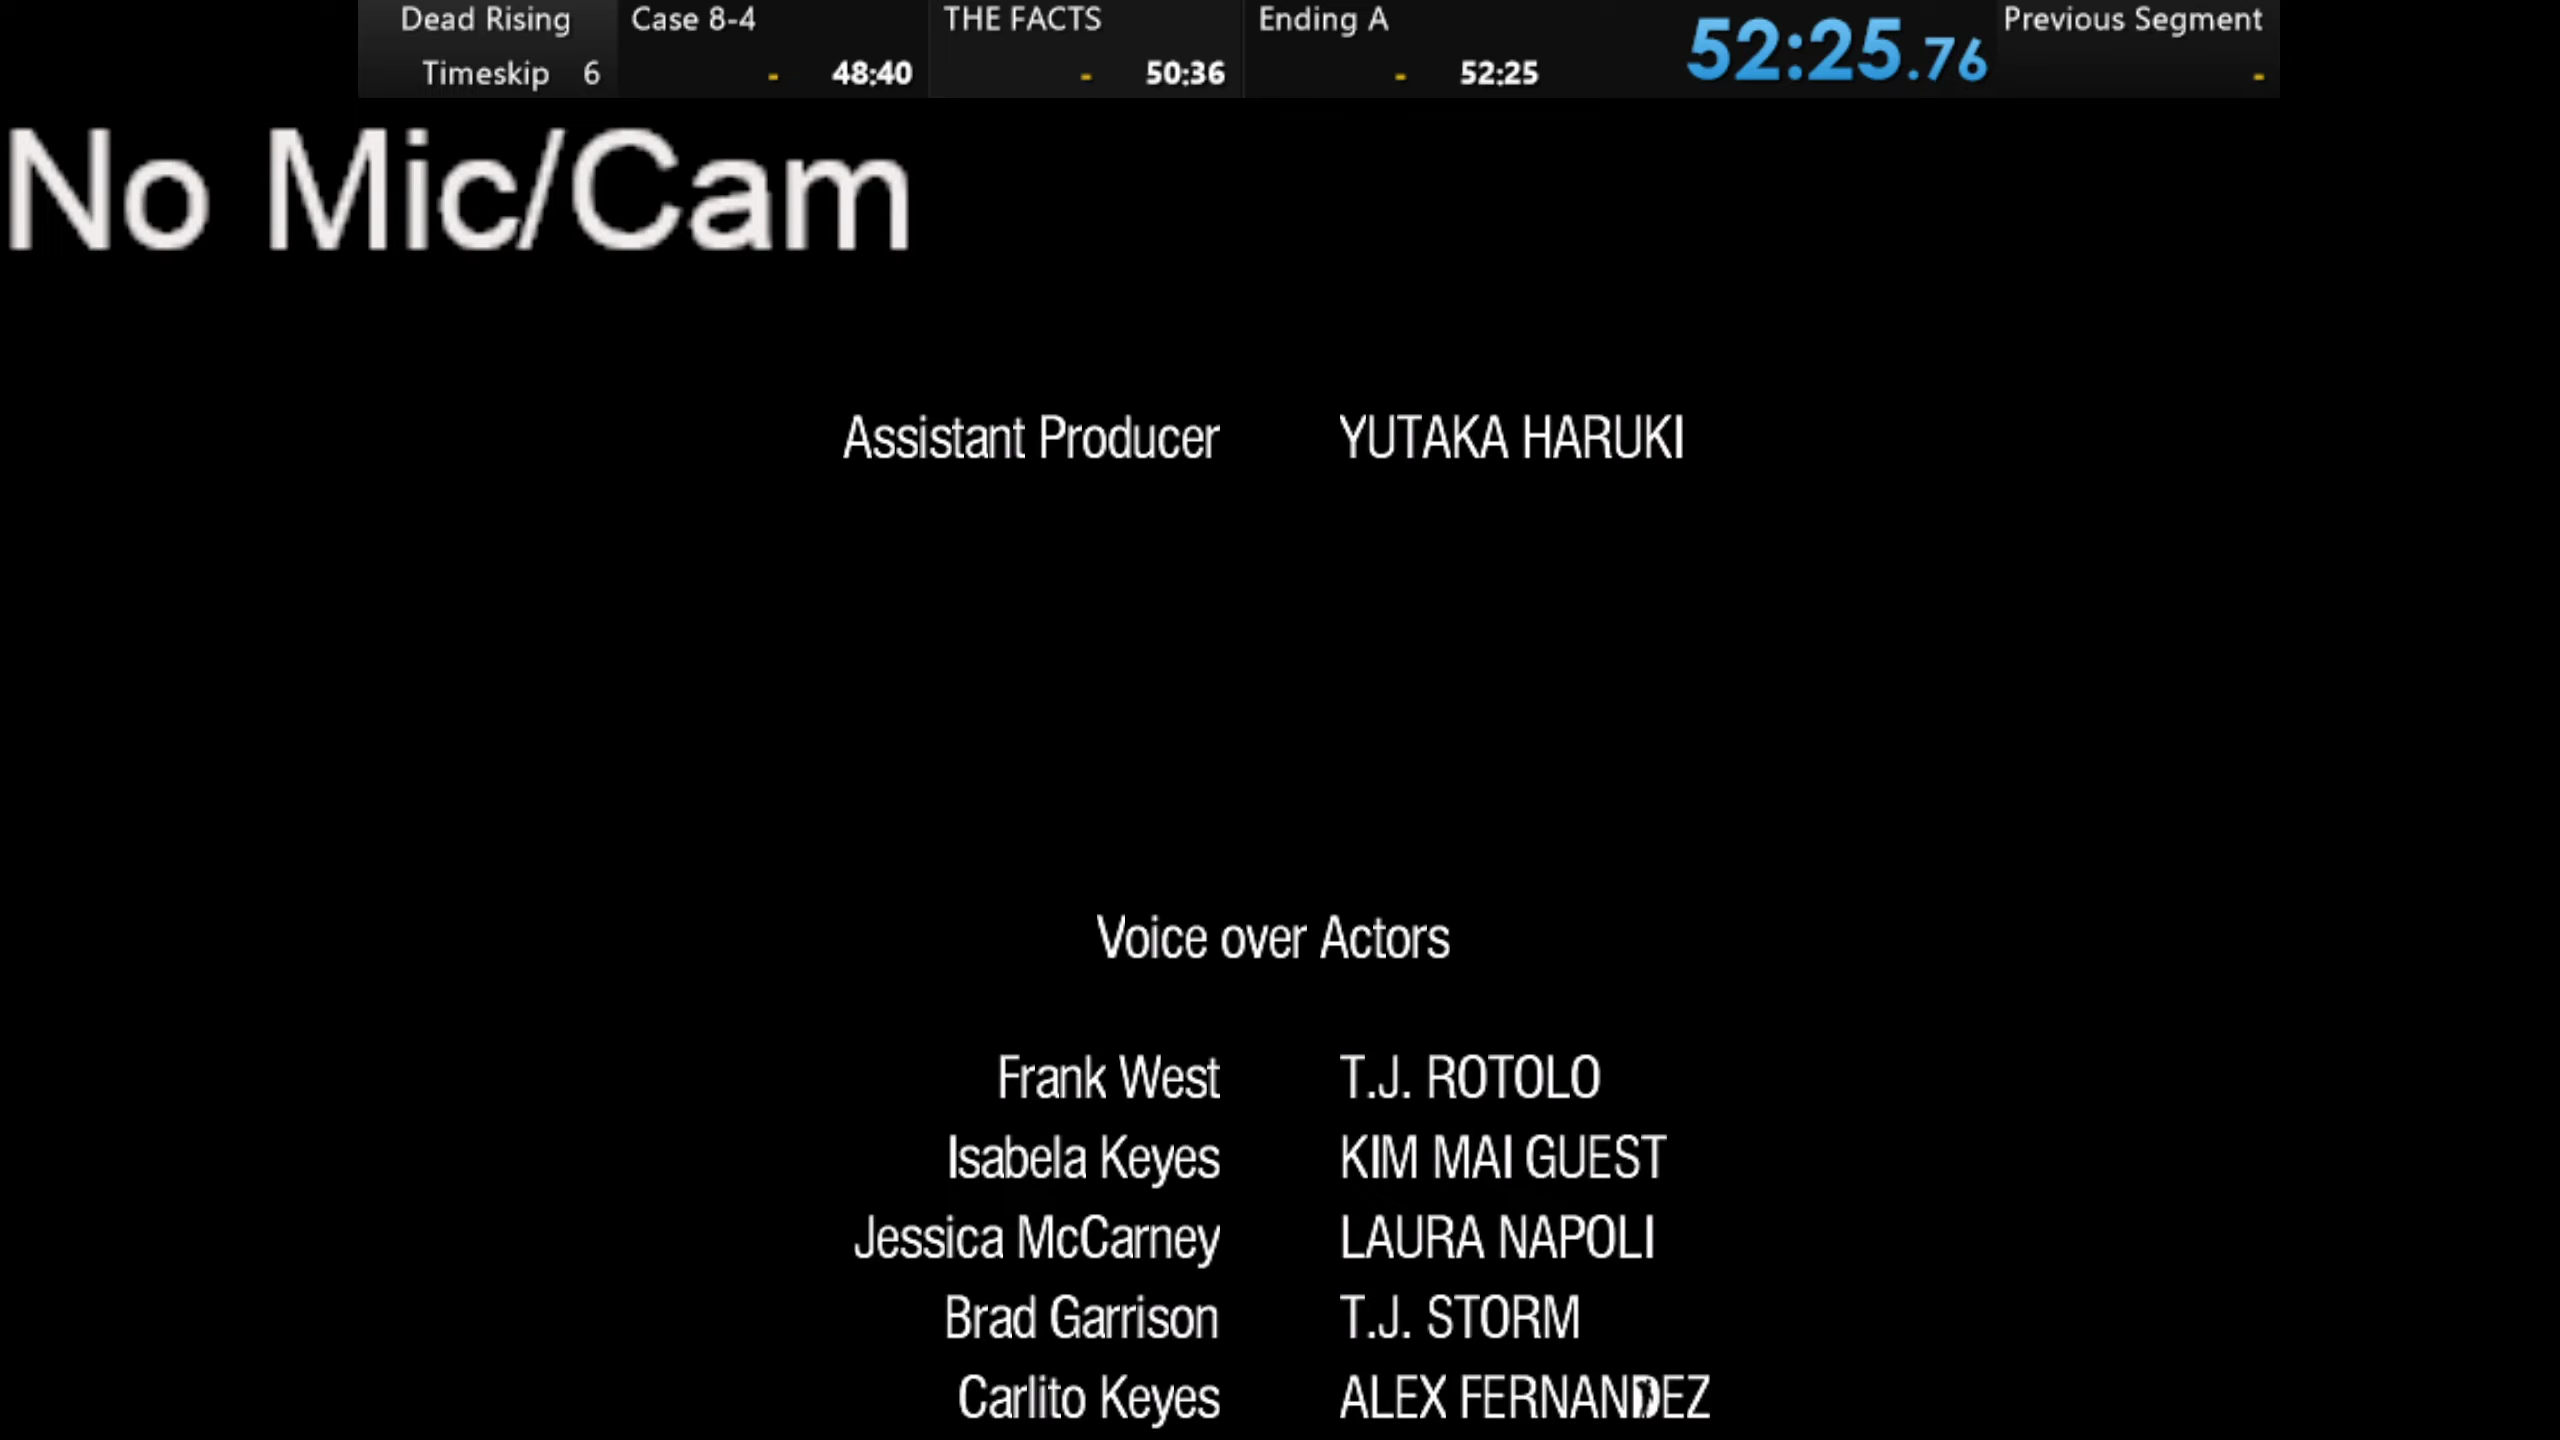 Dead Rising
Timeskip 6
Case 8-4
- 48:40
THE FACTS
- 50:36
Ending A
- 52:25
52:25.76
Previous Segment
-
No Mic/Cam
Assistant Producer YUTAKA HARUKI
Voice over Actors
Frank West T.J. ROTOLO
Isabela Keyes KIM MAI GUEST
Jessica McCarney LAURA NAPOLI
Brad Garrison T.J. STORM
Carlito Keyes ALEX FERNANDEZ